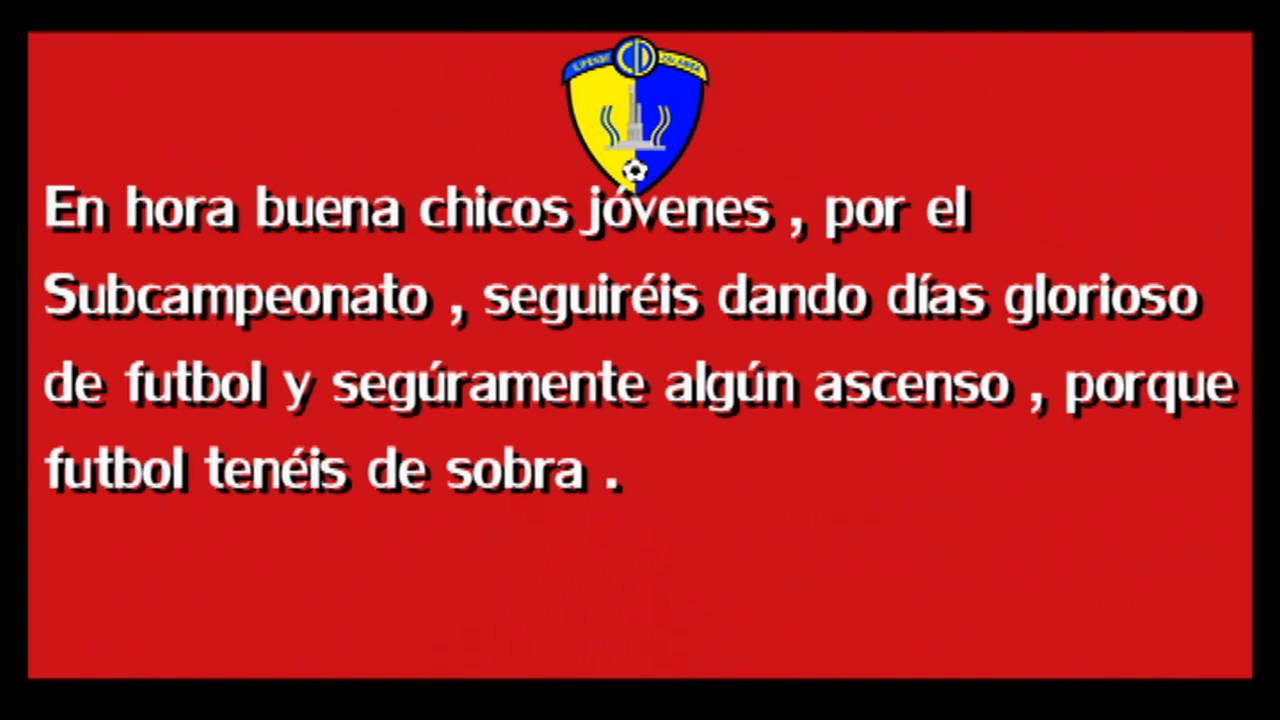 CD
En hora buena chicos jóvenes , por el
Subcampeonato , seguiréis dando días glorioso
de futbol y segúramente algún ascenso , porque
futbol tenéis de sobra .